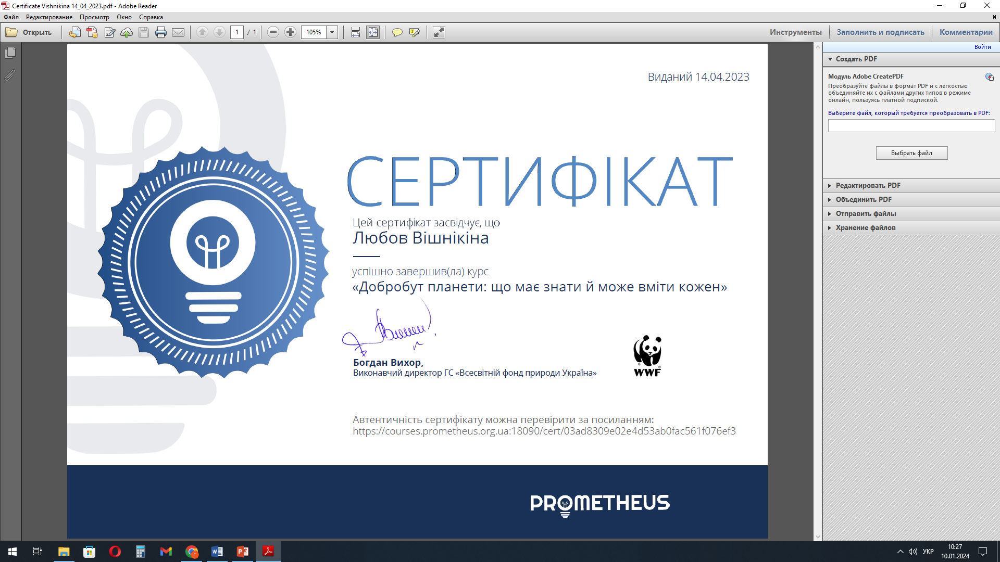 Certificate Vishnikina 14_04_2023.pdf - Adobe Reader
Файл Редактирование Просмотр Окно Справка
Открыть 1 / 1 105% Инструменты Заполнить и подписать Комментарии
Войти
Создать PDF
Модуль Adobe CreatePDF
Преобразуйте файлы в формат PDF и с легкостью
объединяйте их с файлами других типов в режиме
онлайн, пользуясь платной подпиской.
Выберите файл, который требуется преобразовать в PDF:
Выбрать файл
Редактировать PDF
Объединить PDF
Отправить файлы
Хранение файлов
Виданий 14.04.2023
СЕРТИФІКАТ
Цей сертифікат засвідчує, що
Любов Вішнікіна
успішно завершив(ла) курс
«Добробут планети: що має знати й може вміти кожен»
Богдан Вихор,
Виконавчий директор ГС «Всесвітній фонд природи Україна»
WWF
Автентичність сертифікату можна перевірити за посиланням:
https://courses.prometheus.org.ua:18090/cert/03ad8309e02e4d53ab0fac561f076ef3
PROMETHEUS
УКР
10:27
10.01.2024